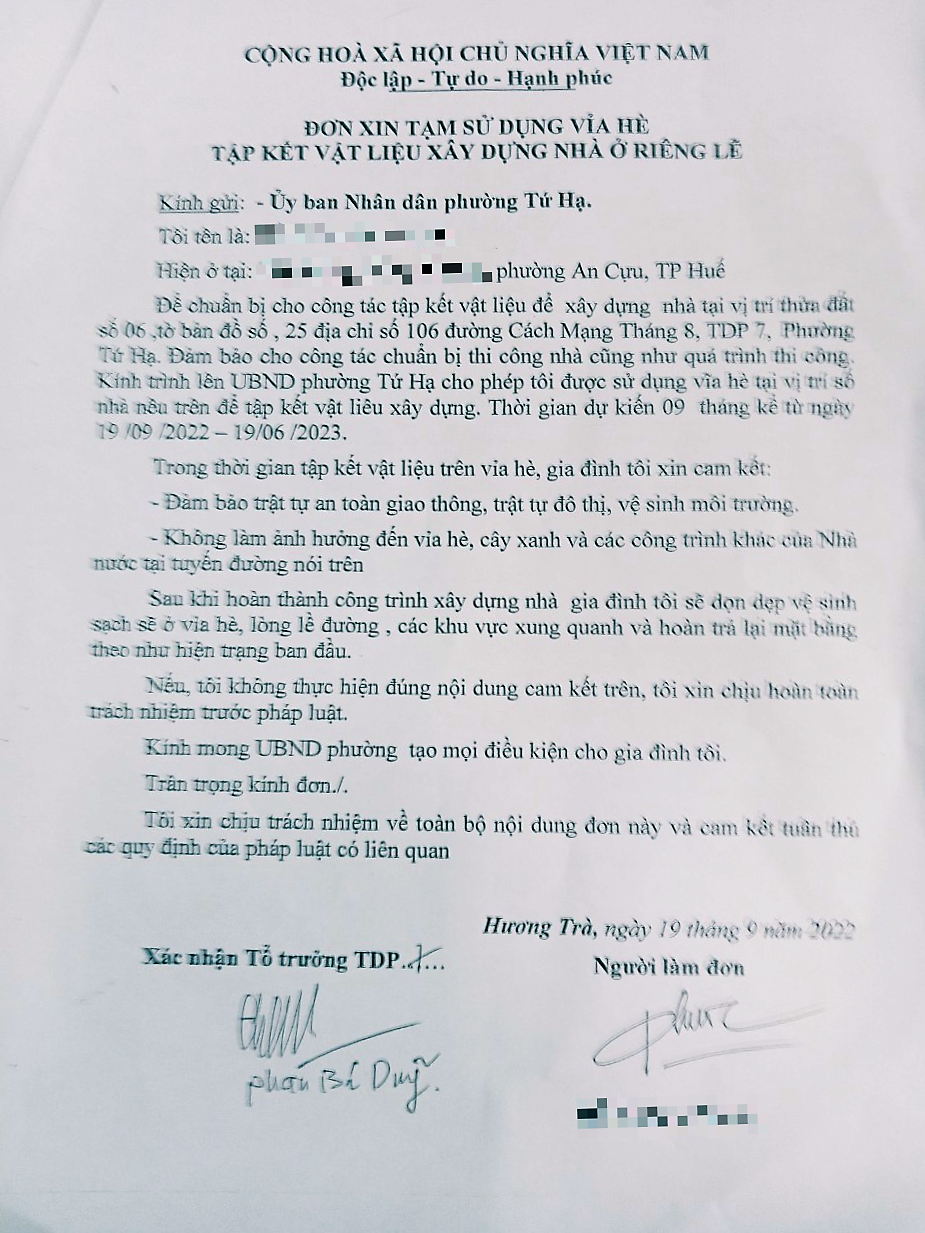 CỘNG HOÀ XÃ HỘI CHỦ NGHĨA VIỆT NAM
Độc lập - Tự do - Hạnh phúc
ĐƠN XIN TẠM SỬ DỤNG VỈA HÈ
TẬP KẾT VẬT LIỆU XÂY DỰNG NHÀ Ở RIÊNG LẼ
Kính gửi: - Ủy ban Nhân dân phường Tứ Hạ.
Tôi tên là:
Hiện ở tại: phường An Cựu, TP Huế
Để chuẩn bị cho công tác tập kết vật liệu để xây dựng nhà tại vị trí thửa đất
số 06 ,tờ bản đồ số , 25 địa chỉ số 106 đường Cách Mạng Tháng 8, TDP 7, Phường
Tứ Hạ. Đảm bảo cho công tác chuẩn bị thi công nhà cũng như quá trình thi công.
Kính trình lên UBND phường Tứ Hạ cho phép tôi được sử dụng vĩa hè tại vị trí số
nhà nêu trên để tập kết vật liêu xây dựng. Thời gian dự kiến 09 tháng kể từ ngày
19 /09 /2022 – 19/06 /2023.
Trong thời gian tập kết vật liệu trên vỉa hè, gia đình tôi xin cam kết:
- Đảm bảo trật tự an toàn giao thông, trật tự đô thị, vệ sinh môi trường.
- Không làm ảnh hưởng đến vỉa hè, cây xanh và các công trình khác của Nhà
nước tại tuyến đường nói trên
Sau khi hoàn thành công trình xây dựng nhà gia đình tôi sẽ dọn dẹp vệ sinh
sạch sẽ ở vỉa hè, lòng lề đường , các khu vực xung quanh và hoàn trả lại mặt bằng
theo như hiện trạng ban đầu.
Nếu, tôi không thực hiện đúng nội dung cam kết trên, tôi xin chịu hoàn toàn
trách nhiệm trước pháp luật.
Kính mong UBND phường tạo mọi điều kiện cho gia đình tôi.
Trân trọng kính đơn./.
Tôi xin chịu trách nhiệm về toàn bộ nội dung đơn này và cam kết tuân thủ
các quy định của pháp luật có liên quan
Hương Trà, ngày 19 tháng 9 năm 2022
Xác nhận Tổ trưởng TDP..7...
Người làm đơn
phan Bá Duỹ.